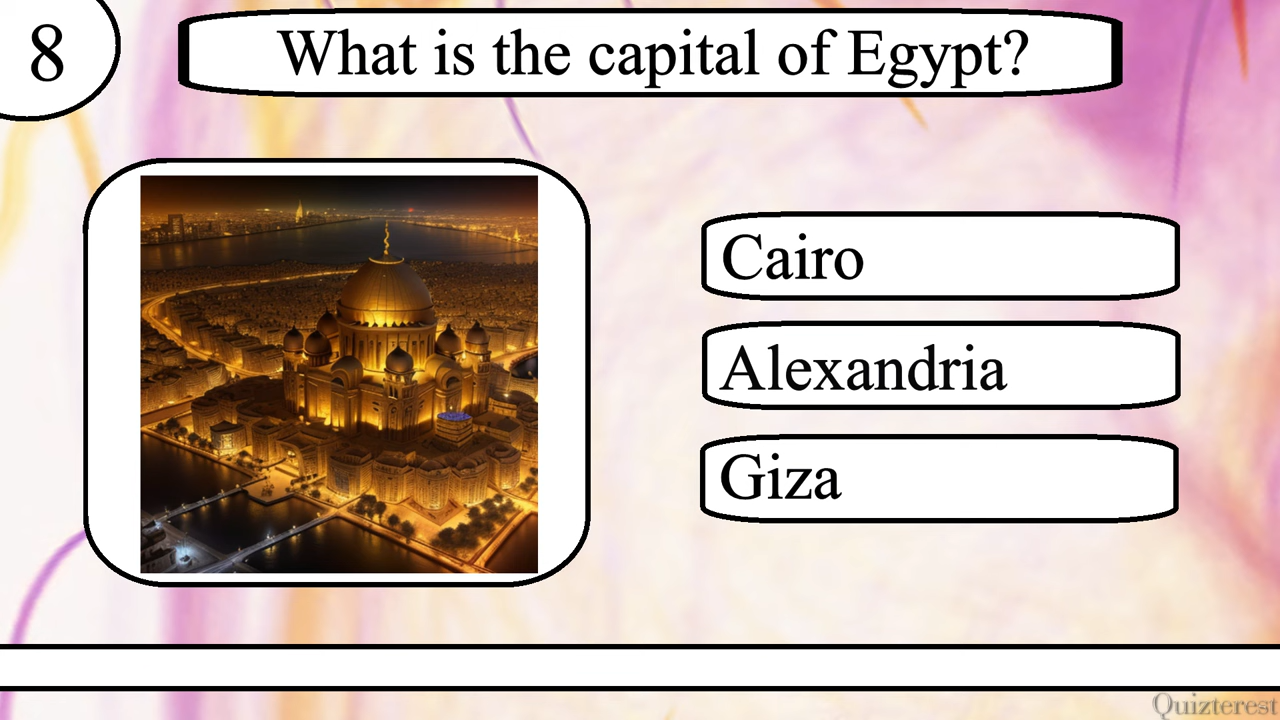 8
What is the capital of Egypt?
Cairo
Alexandria
Giza
Quizterest